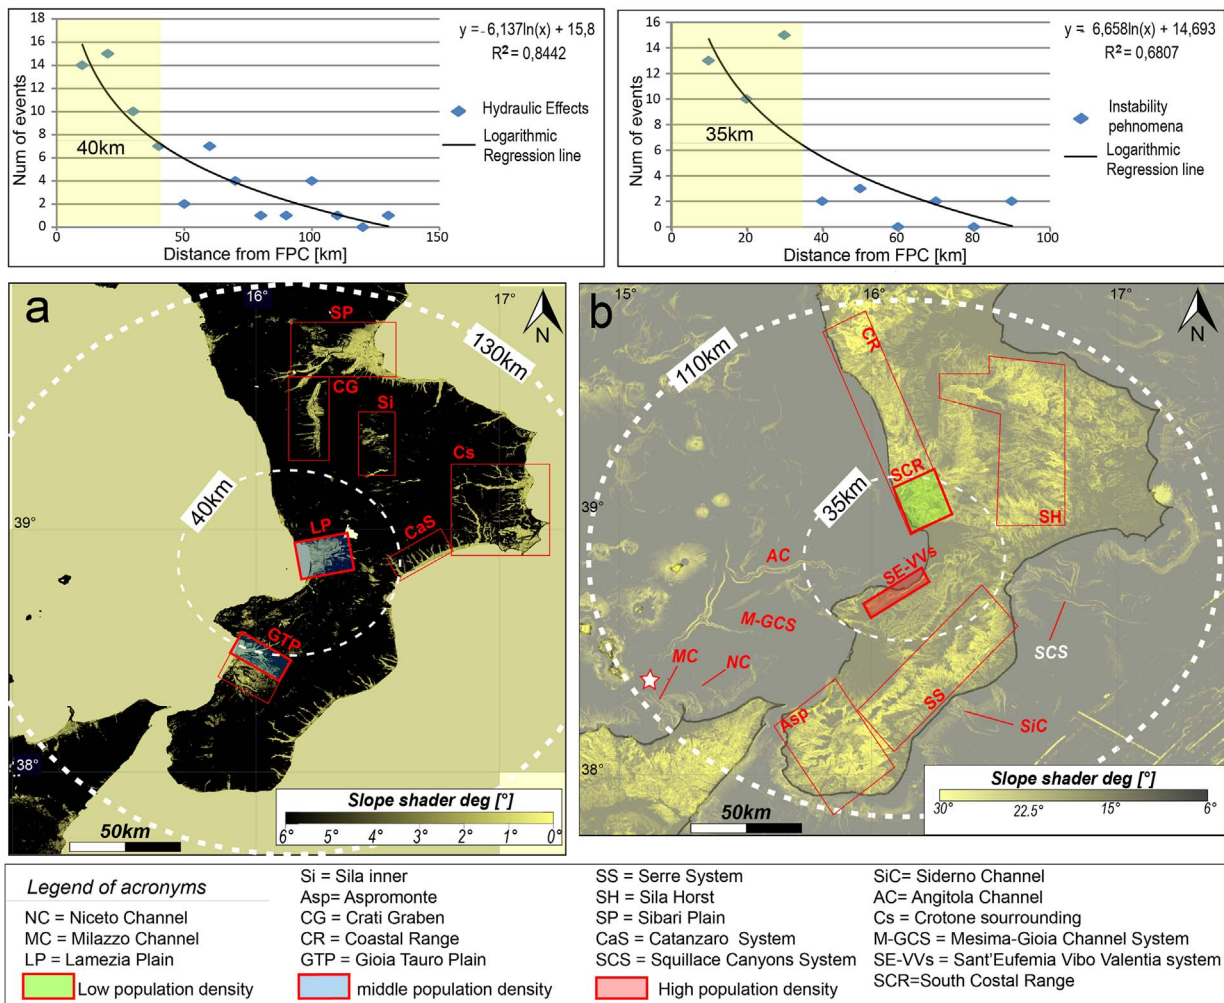 18
16
14
12
10
8
6
4
2
0
Num of events
0
50
100
150
Distance from FPC [km]
40km
y = -6,137ln(x) + 15,8
R² = 0,8442
Hydraulic Effects
Logarithmic
Regression line
16
14
12
10
8
6
4
2
0
Num of events
0
20
40
60
80
100
Distance from FPC [km]
35km
y = 6,658ln(x) + 14,693
R² = 0,6807
Instability
pehnomena
Logarithmic
Regression line
a
16°
17°
N
SP
130km
CG
Si
Cs
40km
39°
LP
CaS
GTP
38°
50km
Slope shader deg [°]
6°
4°
3°
2°
1°
0°
b
15°
16°
17°
N
CR
110km
SCR
35km
39°
SH
AC
SE-VVs
M-GCS
SCS
MC
NC
SS
SiC
Asp
38°
50km
Slope shader deg [°]
30°
22.5°
15°
6°
Legend of acronyms
NC = Niceto Channel
MC = Milazzo Channel
LP = Lamezia Plain
Low population density
Si = Sila inner
Asp= Aspromonte
CG = Crati Graben
CR = Coastal Range
GTP = Gioia Tauro Plain
middle population density
SS = Serre System
SH = Sila Horst
SP = Sibari Plain
CaS = Catanzaro System
SCS = Squillace Canyons System
High population density
SiC= Siderno Channel
AC= Angitola Channel
Cs = Crotone sourrounding
M-GCS = Mesima-Gioia Channel System
SE-VVs = Sant'Eufemia Vibo Valentia system
SCR=South Costal Range